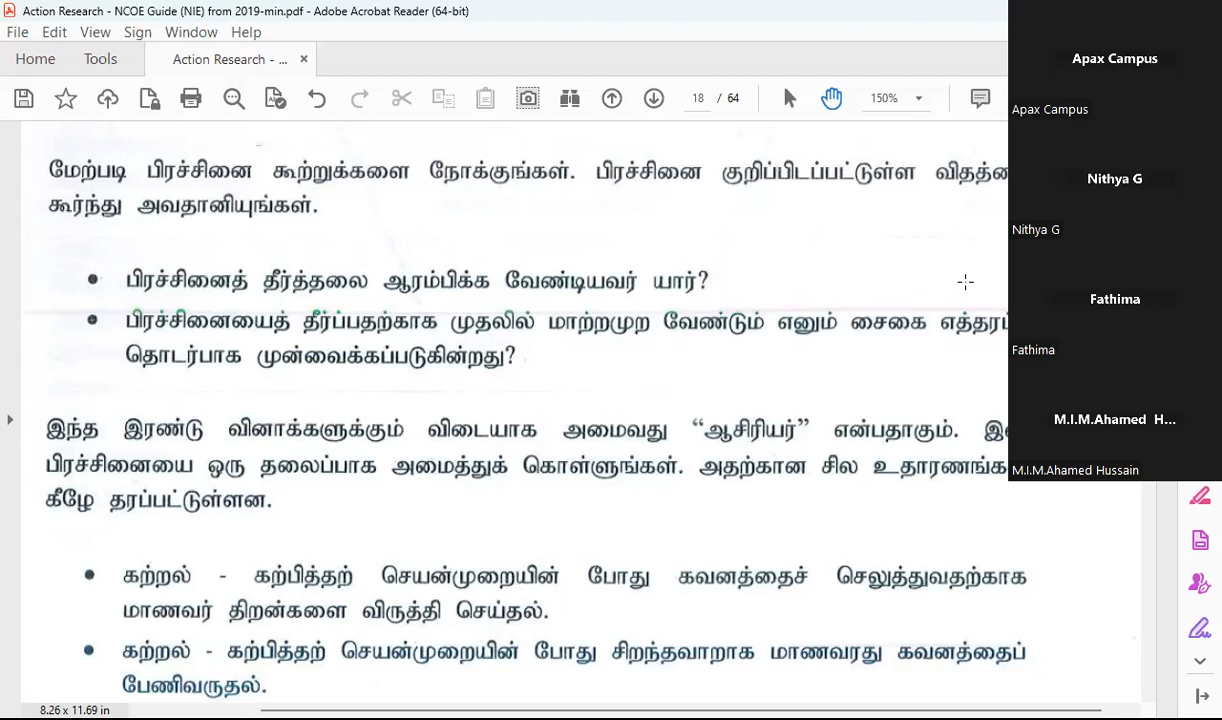 Action Research - NCOE Guide (NIE) from 2019-min.pdf - Adobe Acrobat Reader (64-bit)
File Edit View Sign Window Help
Home Tools Action Research - ... ×
18 / 64 150%
மேற்படி பிரச்சினை கூற்றுக்களை நோக்குங்கள். பிரச்சினை குறிப்பிடப்பட்டுள்ள
கூர்ந்து அவதானியுங்கள்.
• பிரச்சினைத் தீர்த்தலை ஆரம்பிக்க வேண்டியவர் யார்?
• பிரச்சினையைத் தீர்ப்பதற்காக முதலில் மாற்றமுற வேண்டும் எனும் சைகை
தொடர்பாக முன்வைக்கப்படுகின்றது?
இந்த இரண்டு வினாக்களுக்கும் விடையாக அமைவது “ஆசிரியர்” என்பதாகும்.
பிரச்சினையை ஒரு தலைப்பாக அமைத்துக் கொள்ளுங்கள். அதற்கான சில
கீழே தரப்பட்டுள்ளன.
• கற்றல் - கற்பித்தற் செயன்முறையின் போது கவனத்தைச் செலுத்துவதற்காக
மாணவர் திறன்களை விருத்தி செய்தல்.
• கற்றல் - கற்பித்தற் செயன்முறையின் போது சிறந்தவாறாக மாணவரது கவனத்தைப்
பேணிவருதல்.
8.26 x 11.69 in
Apax Campus
Apax Campus
Nithya G
Nithya G
Fathima
Fathima
M.I.M.Ahamed H...
M.I.M.Ahamed Hussain